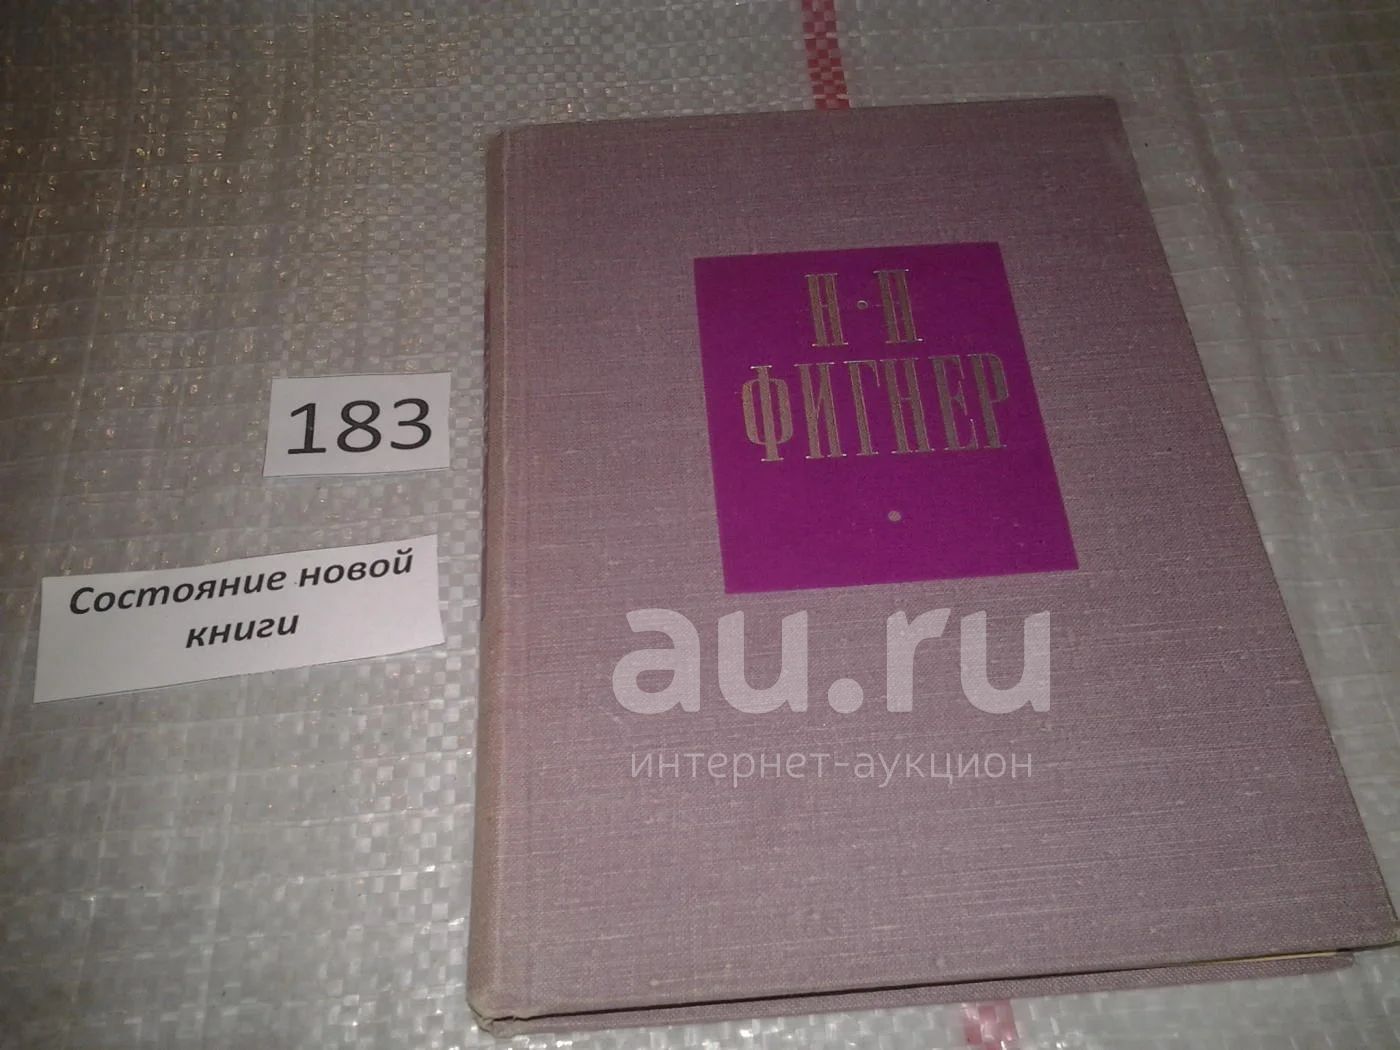 Н·Н
ФИГНЕР
183
Состояние новой
книги
au.ru
интернет-аукцион